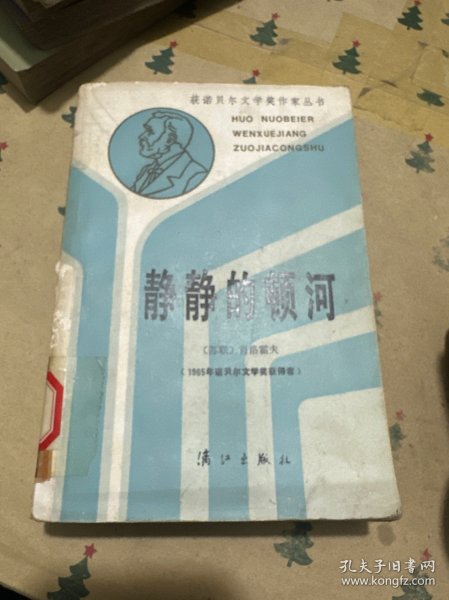 获诺贝尔文学奖作家丛书
HUO NUOBEIER
WENXUEJIANG
ZUOJIACONGSHU
静静的顿河
〔苏联〕肖洛霍夫
（1965年诺贝尔文学奖获得者）
漓江出版社
孔夫子旧书网
www.kongfz.com